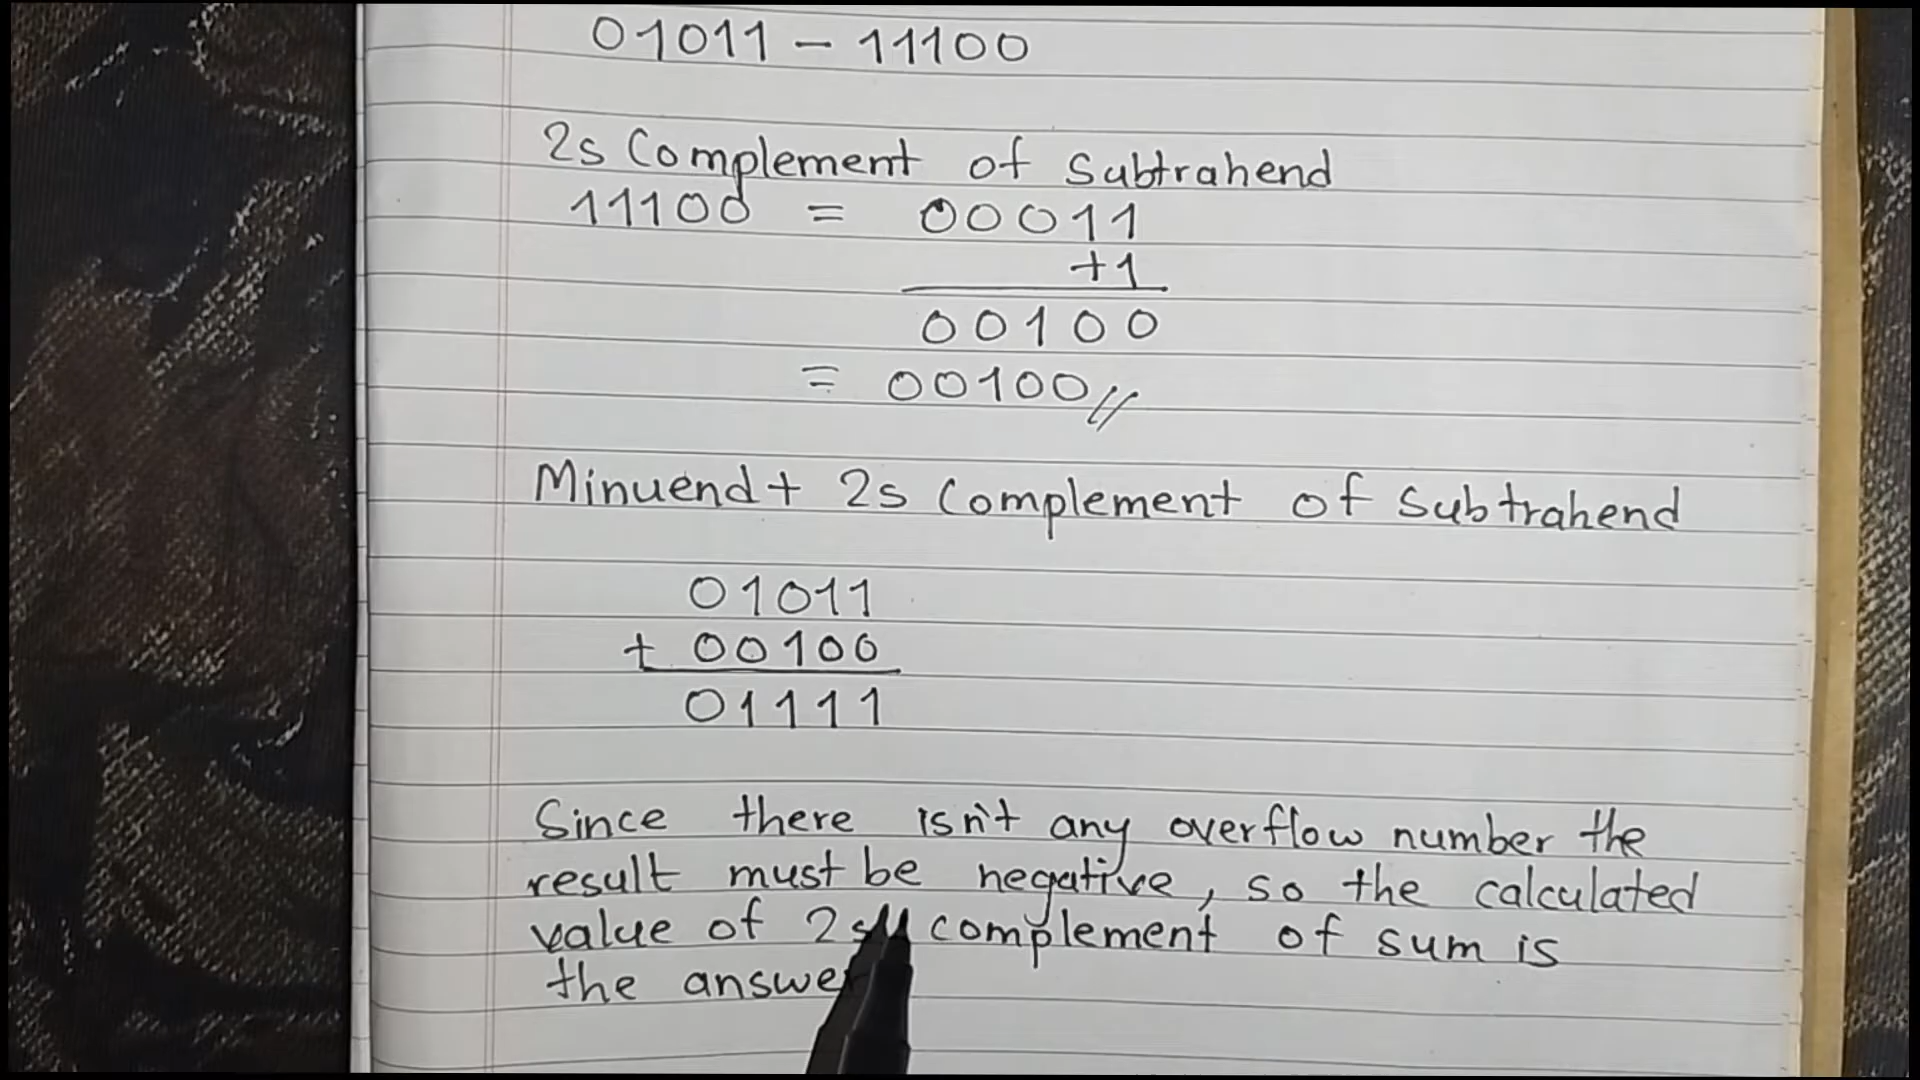 01011 - 11100
2s Complement of Subtrahend
11100 = 00011
+1
00100
= 00100//
Minuend + 2s Complement of Subtrahend
01011
+ 00100
01111
Since there isn't any overflow number the
result must be negative, so the calculated
value of 2s complement of sum is
the answer